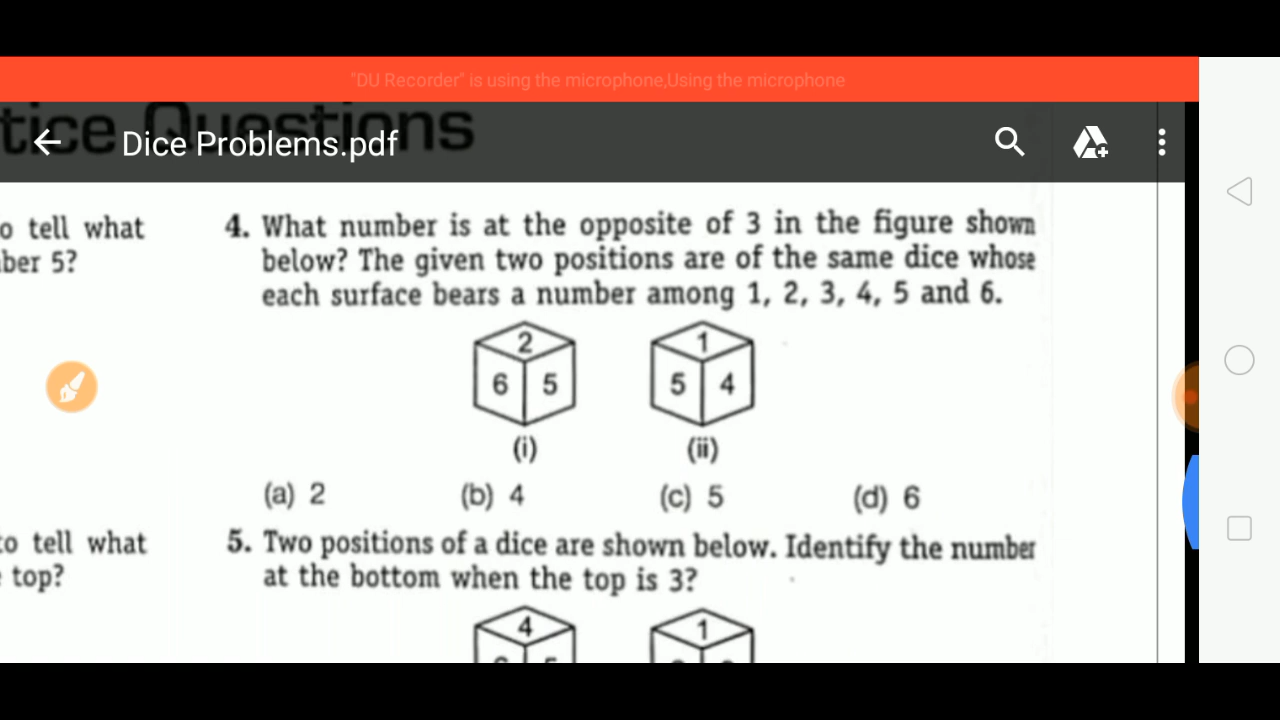 "DU Recorder" is using the microphone,Using the microphone
tice Questions
Dice Problems.pdf
o tell what
ber 5?
4. What number is at the opposite of 3 in the figure shown
below? The given two positions are of the same dice whose
each surface bears a number among 1, 2, 3, 4, 5 and 6.
2 1
6 5 5 4
(i) (ii)
(a) 2 (b) 4 (c) 5 (d) 6
to tell what
top?
5. Two positions of a dice are shown below. Identify the number
at the bottom when the top is 3?
4 1